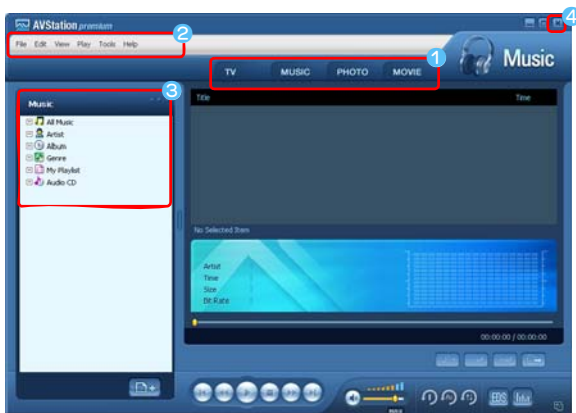 AVStation premium
4
File Edit View Play Tools Help
2
1
Music
TV MUSIC PHOTO MOVIE
3
Music
Title Time
All Music
Artist
Album
Genre
My Playlist
Audio CD
No Selected Item
Artist
Time
Size
Bit Rate
00:00:00 / 00:00:00
EDS